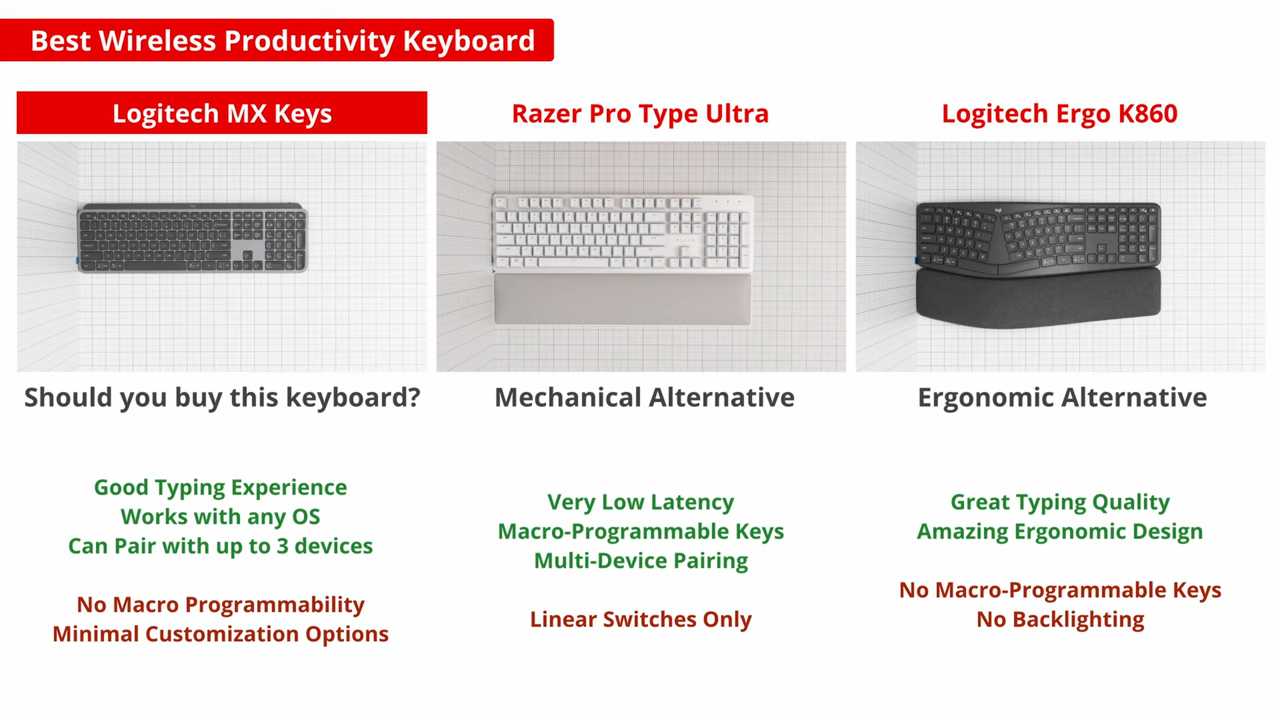 Best Wireless Productivity Keyboard
Logitech MX Keys
Razer Pro Type Ultra
Logitech Ergo K860
Should you buy this keyboard?
Mechanical Alternative
Ergonomic Alternative
Good Typing Experience
Works with any OS
Can Pair with up to 3 devices
No Macro Programmability
Minimal Customization Options
Very Low Latency
Macro-Programmable Keys
Multi-Device Pairing
Linear Switches Only
Great Typing Quality
Amazing Ergonomic Design
No Macro-Programmable Keys
No Backlighting